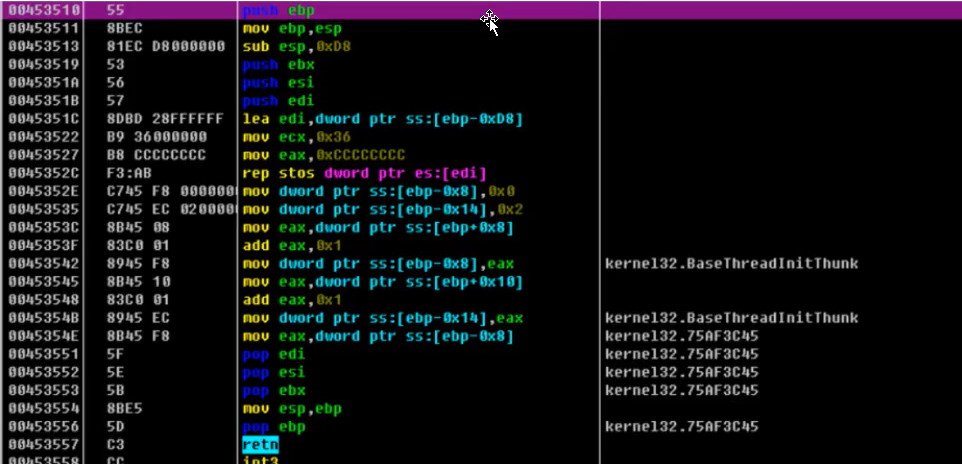 00453510 55 push ebp
00453511 8BEC mov ebp,esp
00453513 81EC D8000000 sub esp,0xD8
00453519 53 push ebx
0045351A 56 push esi
0045351B 57 push edi
0045351C 8DBD 28FFFFFF lea edi,dword ptr ss:[ebp-0xD8]
00453522 B9 36000000 mov ecx,0x36
00453527 B8 CCCCCCCC mov eax,0xCCCCCCCC
0045352C F3:AB rep stos dword ptr es:[edi]
0045352E C745 F8 0000000 mov dword ptr ss:[ebp-0x8],0x0
00453535 C745 EC 020000 mov dword ptr ss:[ebp-0x14],0x2
0045353C 8B45 08 mov eax,dword ptr ss:[ebp+0x8]
0045353F 83C0 01 add eax,0x1
00453542 8945 F8 mov dword ptr ss:[ebp-0x8],eax kernel32.BaseThreadInitThunk
00453545 8B45 10 mov eax,dword ptr ss:[ebp+0x10]
00453548 83C0 01 add eax,0x1
0045354B 8945 EC mov dword ptr ss:[ebp-0x14],eax kernel32.BaseThreadInitThunk
0045354E 8B45 F8 mov eax,dword ptr ss:[ebp-0x8] kernel32.75AF3C45
00453551 5F pop edi kernel32.75AF3C45
00453552 5E pop esi kernel32.75AF3C45
00453553 5B pop ebx kernel32.75AF3C45
00453554 8BE5 mov esp,ebp
00453556 5D pop ebp kernel32.75AF3C45
00453557 C3 retn
00453558 CC int3